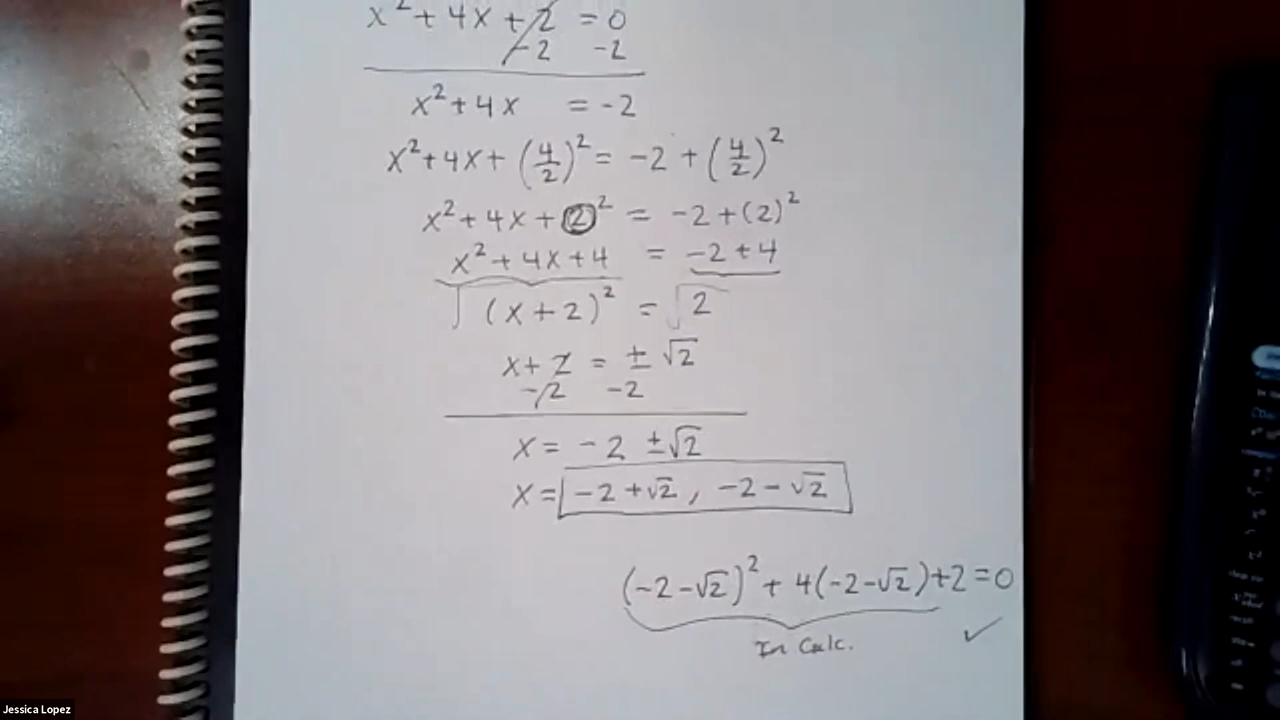 x² + 4x + 2 = 0
-2 -2
x² + 4x = -2
x² + 4x + (4/2)² = -2 + (4/2)²
x² + 4x + (2)² = -2 + (2)²
x² + 4x + 4 = -2 + 4
√(x + 2)² = √2
x + 2 = ± √2
-2 -2
x = -2 ± √2
x = -2 + √2 , -2 - √2
(-2 - √2)² + 4(-2 - √2) + 2 = 0
In Calc. ✓
Jessica Lopez